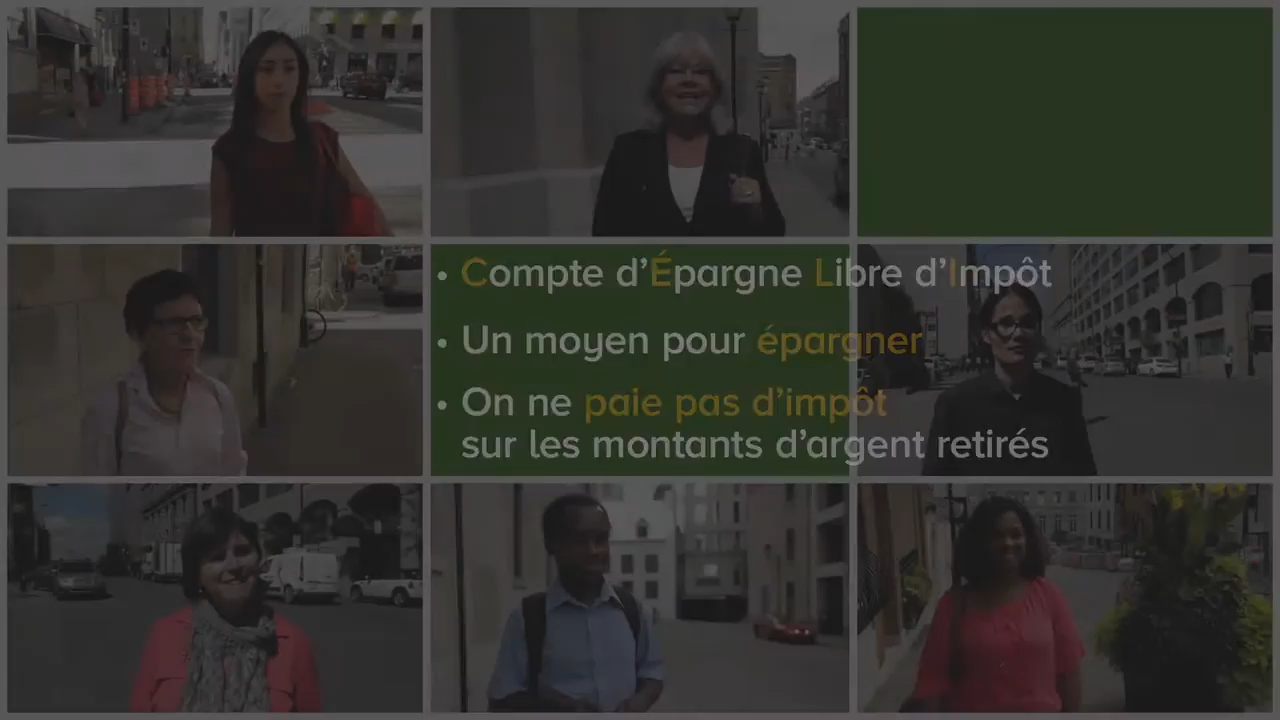 • Compte d’Épargne Libre d’Impôt
• Un moyen pour épargner
• On ne paie pas d’impôt
sur les montants d’argent retirés